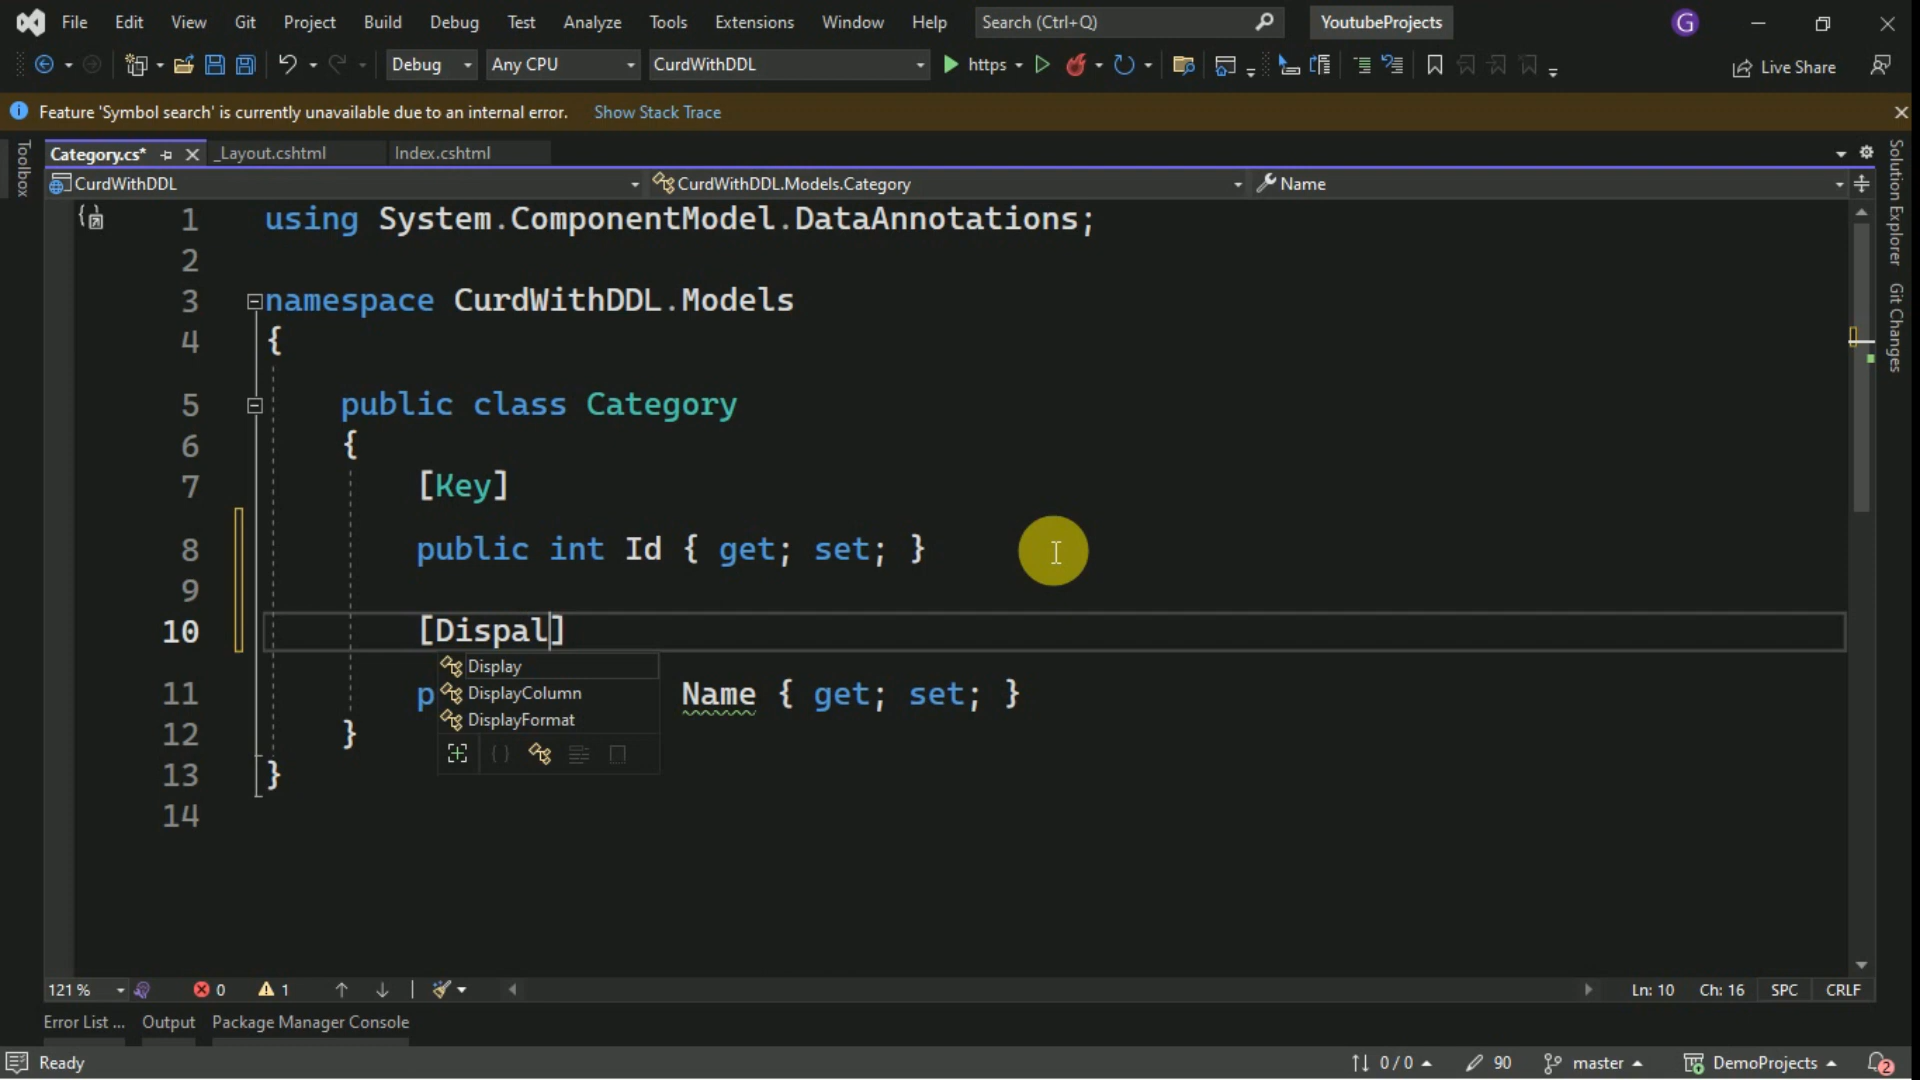 File Edit View Git Project Build Debug Test Analyze Tools Extensions Window Help Search (Ctrl+Q) YoutubeProjects G
Debug Any CPU CurdWithDDL https Live Share
Feature 'Symbol search' is currently unavailable due to an internal error. Show Stack Trace
Toolbox
Category.cs* _Layout.cshtml Index.cshtml
CurdWithDDL CurdWithDDL.Models.Category Name
Solution Explorer
Git Changes
1 using System.ComponentModel.DataAnnotations;
2
3 namespace CurdWithDDL.Models
4 {
5 public class Category
6 {
7 [Key]
8 public int Id { get; set; }
9
10 [Dispal]
Display
11 p Name { get; set; }
DisplayColumn
DisplayFormat
12 }
13 }
14
121 % 0 1 Ln: 10 Ch: 16 SPC CRLF
Error List ... Output Package Manager Console
Ready 0 / 0 90 master DemoProjects 2